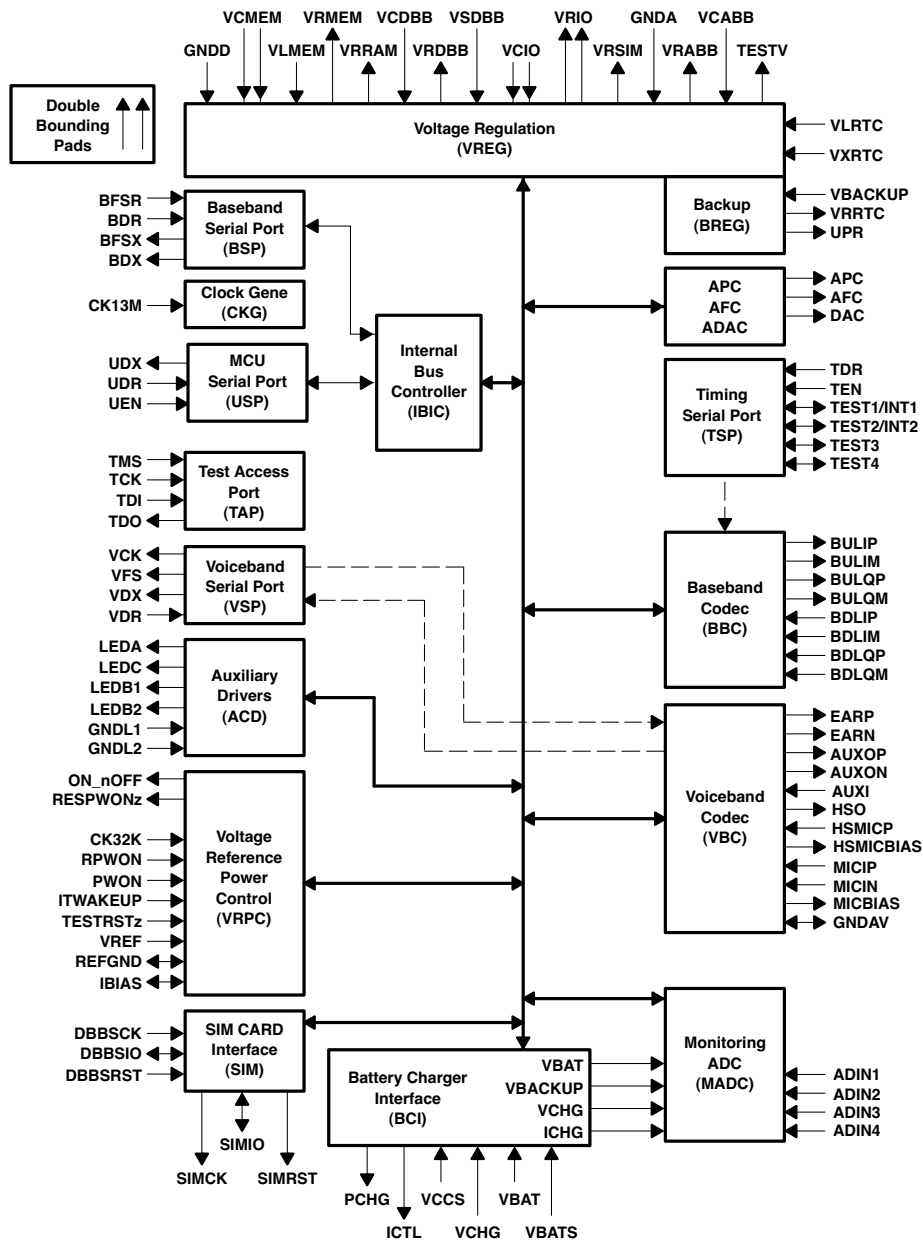 VCMEM VRMEM VCDBB VSDBB VRIO GNDA VCABB
GNDD VLMEM VRRAM VRDBB VCIO VRSIM VRABB TESTV
Double
Bounding
Pads
Voltage Regulation
(VREG)
VLRTC
VXRTC
BFSR
BDR
BFSX
BDX
Baseband
Serial Port
(BSP)
Backup
(BREG)
VBACKUP
VRRTC
UPR
CK13M
Clock Gene
(CKG)
APC
AFC
ADAC
APC
AFC
DAC
UDX
UDR
UEN
MCU
Serial Port
(USP)
Internal
Bus
Controller
(IBIC)
Timing
Serial Port
(TSP)
TDR
TEN
TEST1/INT1
TEST2/INT2
TEST3
TEST4
TMS
TCK
TDI
TDO
Test Access
Port
(TAP)
VCK
VFS
VDX
VDR
Voiceband
Serial Port
(VSP)
Baseband
Codec
(BBC)
BULIP
BULIM
BULQP
BULQM
BDLIP
BDLIM
BDLQP
BDLQM
LEDA
LEDC
LEDB1
LEDB2
GNDL1
GNDL2
Auxiliary
Drivers
(ACD)
Voiceband
Codec
(VBC)
EARP
EARN
AUXOP
AUXON
AUXI
HSO
HSMICP
HSMICBIAS
MICIP
MICIN
MICBIAS
GNDAV
ON_nOFF
RESPWONz
CK32K
RPWON
PWON
ITWAKEUP
TESTRSTz
VREF
REFGND
IBIAS
Voltage
Reference
Power
Control
(VRPC)
DBBSCK
DBBSIO
DBBSRST
SIM CARD
Interface
(SIM)
SIMIO
SIMCK SIMRST
Battery Charger
Interface
(BCI)
VBAT
VBACKUP
VCHG
ICHG
Monitoring
ADC
(MADC)
ADIN1
ADIN2
ADIN3
ADIN4
PCHG VCCS VBAT
ICTL VCHG VBATS